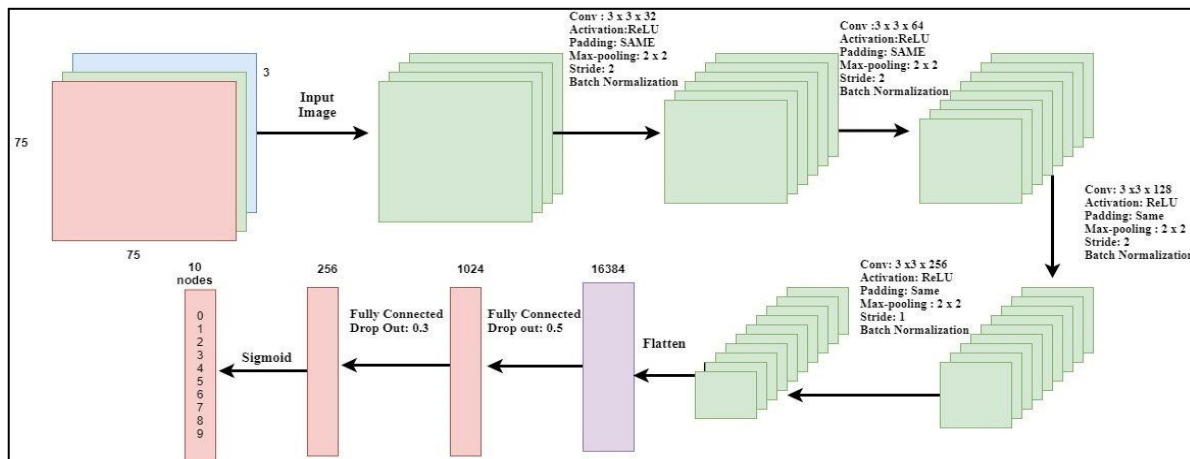 3
75
75
Input
Image
Conv : 3 x 3 x 32
Activation:ReLU
Padding: SAME
Max-pooling: 2 x 2
Stride: 2
Batch Normalization
Conv :3 x 3 x 64
Activation:ReLU
Padding: SAME
Max-pooling: 2 x 2
Stride: 2
Batch Normalization
Conv: 3 x3 x 128
Activation: ReLU
Padding: Same
Max-pooling : 2 x 2
Stride: 2
Batch Normalization
Conv: 3 x3 x 256
Activation: ReLU
Padding: Same
Max-pooling : 2 x 2
Stride: 1
Batch Normalization
Flatten
16384
Fully Connected
Drop out: 0.5
1024
Fully Connected
Drop Out: 0.3
256
Sigmoid
10
nodes
0
1
2
3
4
5
6
7
8
9